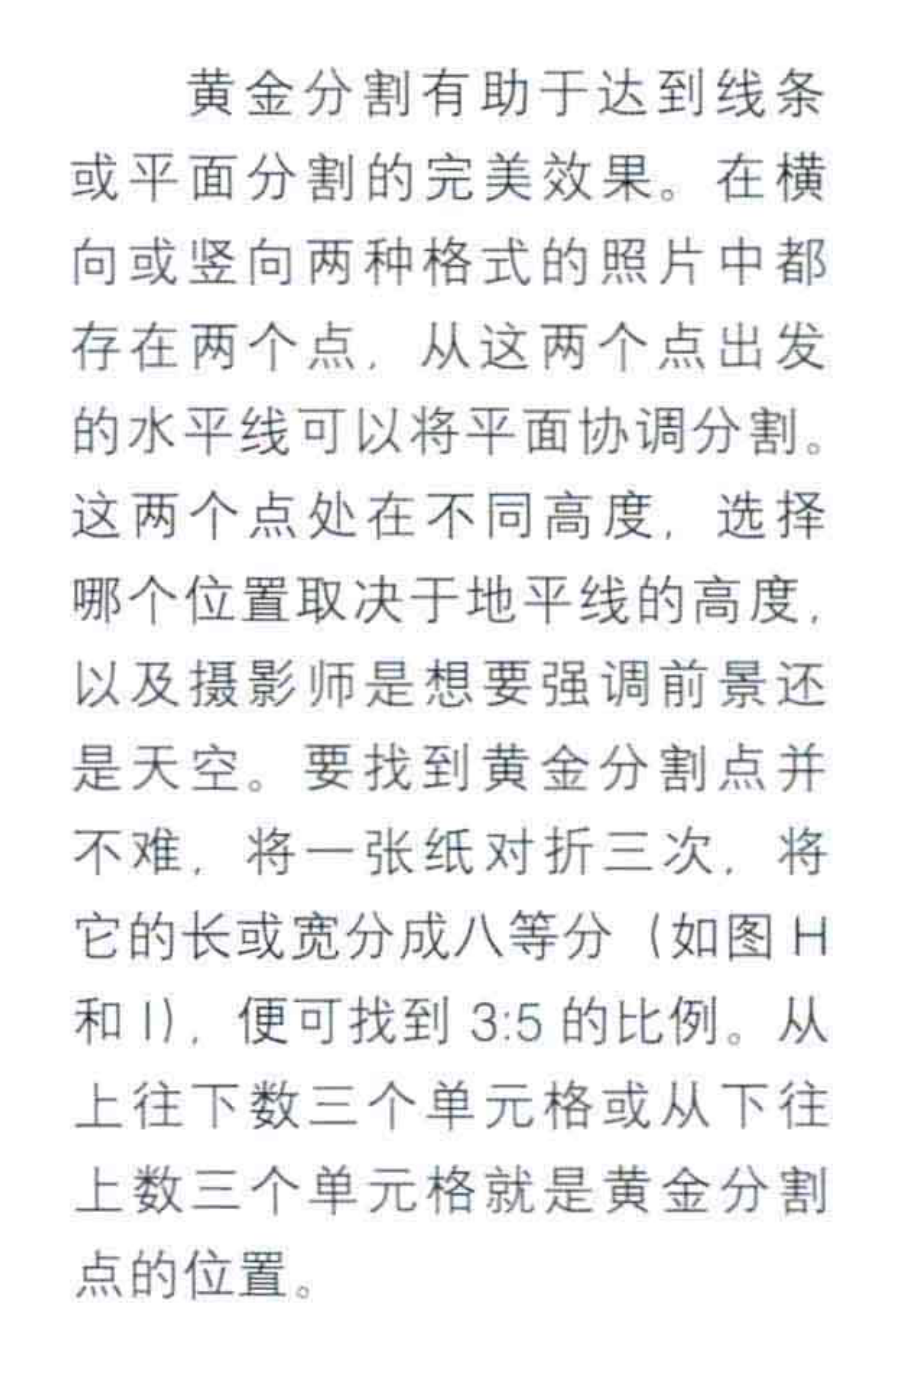 黄金分割有助于达到线条
或平面分割的完美效果。在横
向或竖向两种格式的照片中都
存在两个点，从这两个点出发
的水平线可以将平面协调分割。
这两个点处在不同高度，选择
哪个位置取决于地平线的高度，
以及摄影师是想要强调前景还
是天空。要找到黄金分割点并
不难，将一张纸对折三次，将
它的长或宽分成八等分（如图 H
和 I)，便可找到 3:5 的比例。从
上往下数三个单元格或从下往
上数三个单元格就是黄金分割
点的位置。